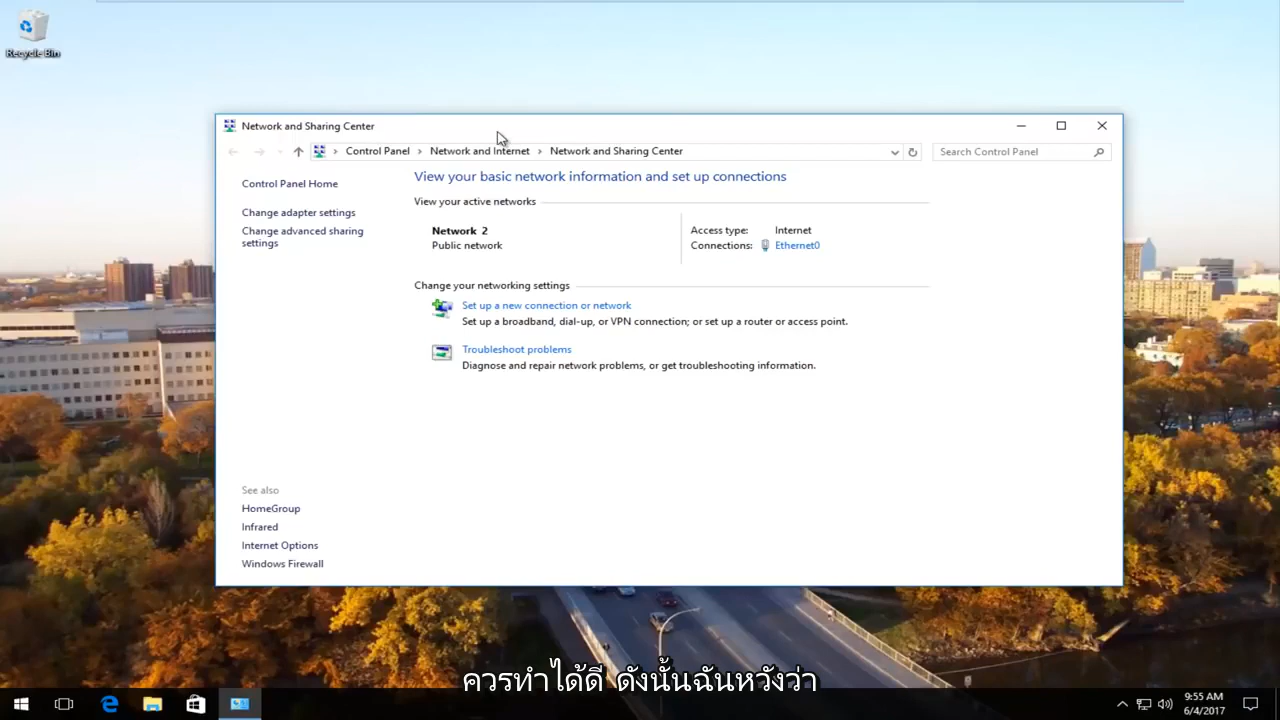 Recycle Bin
Network and Sharing Center
Control Panel > Network and Internet > Network and Sharing Center
Search Control Panel
Control Panel Home
Change adapter settings
Change advanced sharing
settings
View your basic network information and set up connections
View your active networks
Network 2
Public network
Access type: Internet
Connections: Ethernet0
Change your networking settings
Set up a new connection or network
Set up a broadband, dial-up, or VPN connection; or set up a router or access point.
Troubleshoot problems
Diagnose and repair network problems, or get troubleshooting information.
See also
HomeGroup
Infrared
Internet Options
Windows Firewall
ควรทำได้ดี ดังนั้นฉันหวังว่า
9:55 AM
6/4/2017